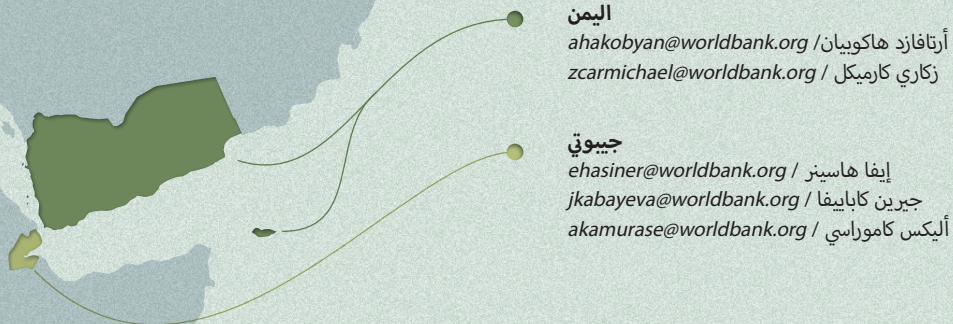 اليمن
أرتافازد هاكوبيان/ ahakobyan@worldbank.org
زكاري كارميكل / zcarmichael@worldbank.org
جيبوتي
إيفا هاسينر / ehasiner@worldbank.org
جيرين كاباييفا / jkabayeva@worldbank.org
أليكس كاموراسي / akamurase@worldbank.org